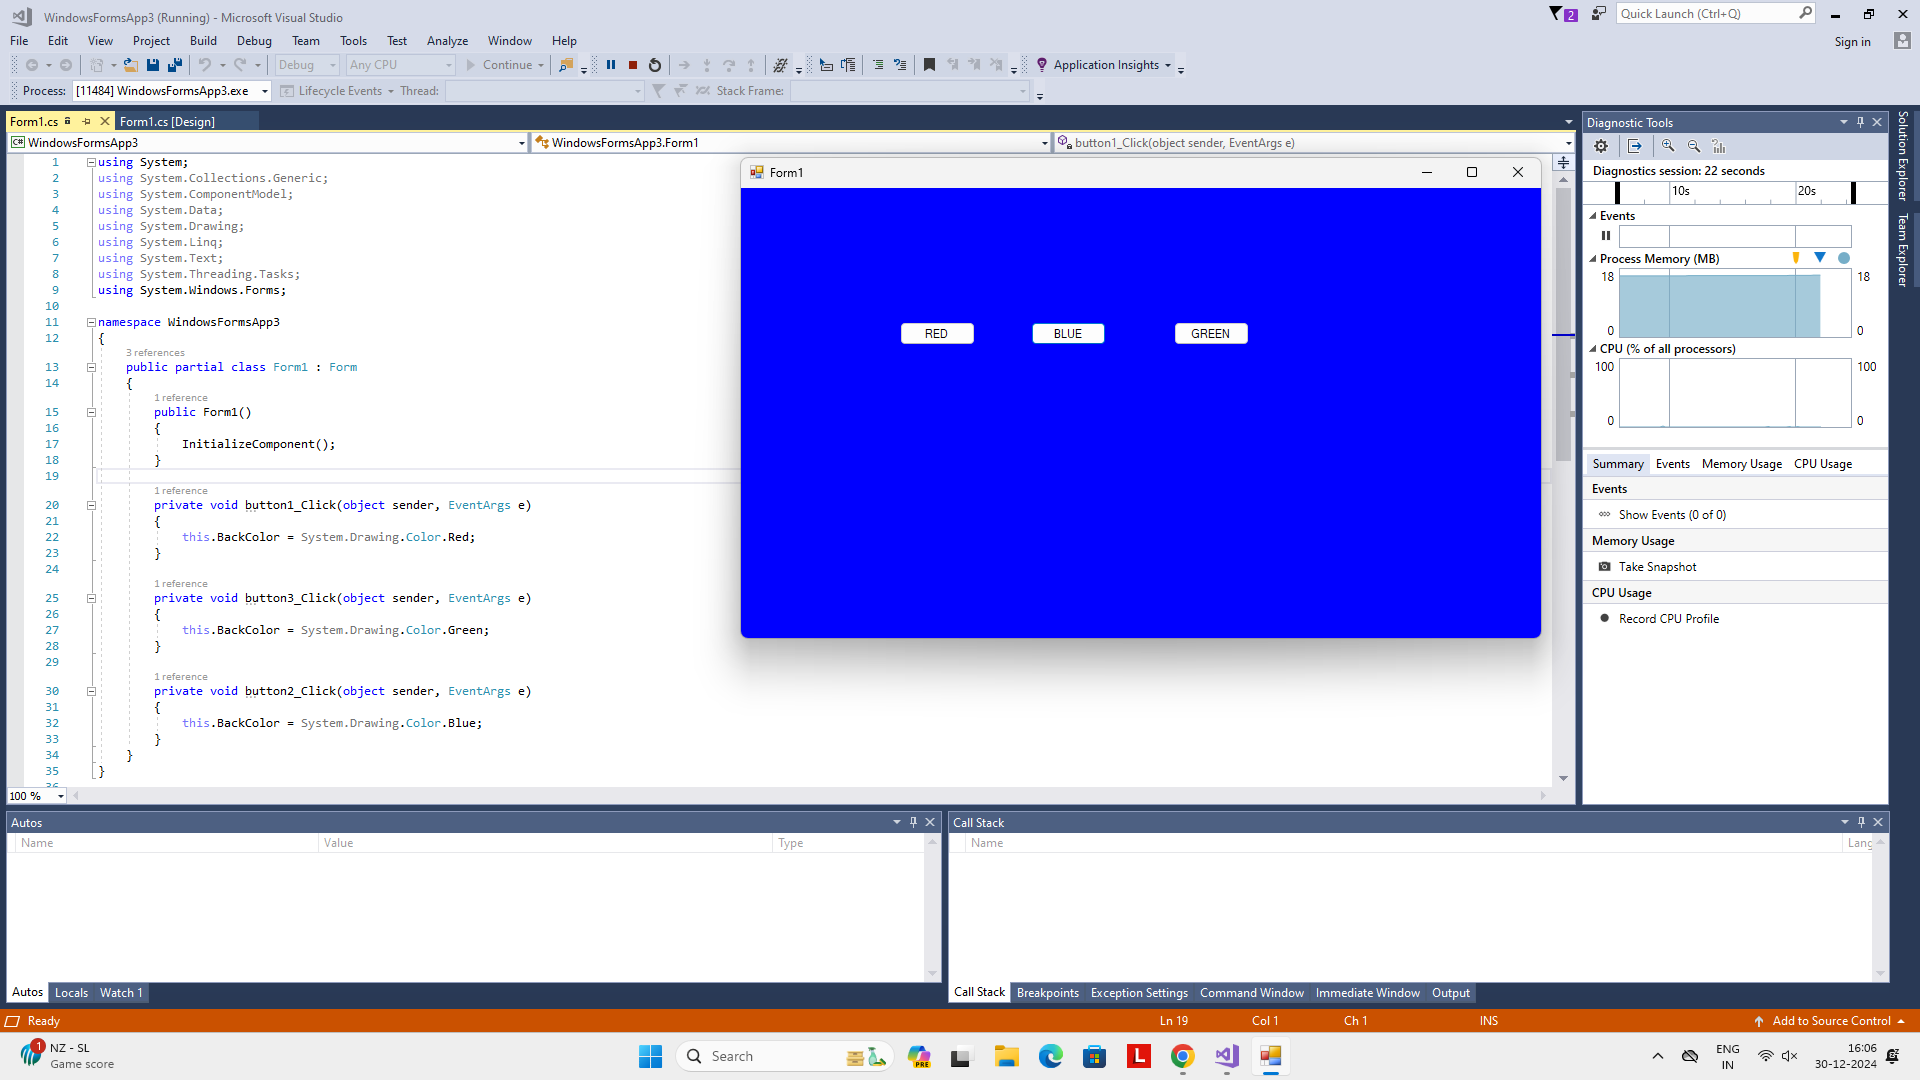 WindowsFormsApp3 (Running) - Microsoft Visual Studio
2
Quick Launch (Ctrl+Q)
File Edit View Project Build Debug Team Tools Test Analyze Window Help
Sign in
Debug Any CPU Continue Application Insights
Process: [11484] WindowsFormsApp3.exe Lifecycle Events Thread: Stack Frame:
Form1.cs Form1.cs [Design]
C# WindowsFormsApp3 WindowsFormsApp3.Form1 button1_Click(object sender, EventArgs e)
1 using System;
2 using System.Collections.Generic;
3 using System.ComponentModel;
4 using System.Data;
5 using System.Drawing;
6 using System.Linq;
7 using System.Text;
8 using System.Threading.Tasks;
9 using System.Windows.Forms;
10
11 namespace WindowsFormsApp3
12 {
3 references
13 public partial class Form1 : Form
14 {
1 reference
15 public Form1()
16 {
17 InitializeComponent();
18 }
19
1 reference
20 private void button1_Click(object sender, EventArgs e)
21 {
22 this.BackColor = System.Drawing.Color.Red;
23 }
24
1 reference
25 private void button3_Click(object sender, EventArgs e)
26 {
27 this.BackColor = System.Drawing.Color.Green;
28 }
29
1 reference
30 private void button2_Click(object sender, EventArgs e)
31 {
32 this.BackColor = System.Drawing.Color.Blue;
33 }
34 }
35 }
36
100 %
Form1
RED BLUE GREEN
Diagnostic Tools
Diagnostics session: 22 seconds
10s 20s
Events
Process Memory (MB)
18 18
0 0
CPU (% of all processors)
100 100
0 0
Summary Events Memory Usage CPU Usage
Events
Show Events (0 of 0)
Memory Usage
Take Snapshot
CPU Usage
Record CPU Profile
Solution Explorer
Team Explorer
Autos
Name Value Type
Autos Locals Watch 1
Call Stack
Name Lang
Call Stack Breakpoints Exception Settings Command Window Immediate Window Output
Ready Ln 19 Col 1 Ch 1 INS Add to Source Control
1
NZ - SL
Game score
Search
PRE
L
ENG
IN
16:06
30-12-2024